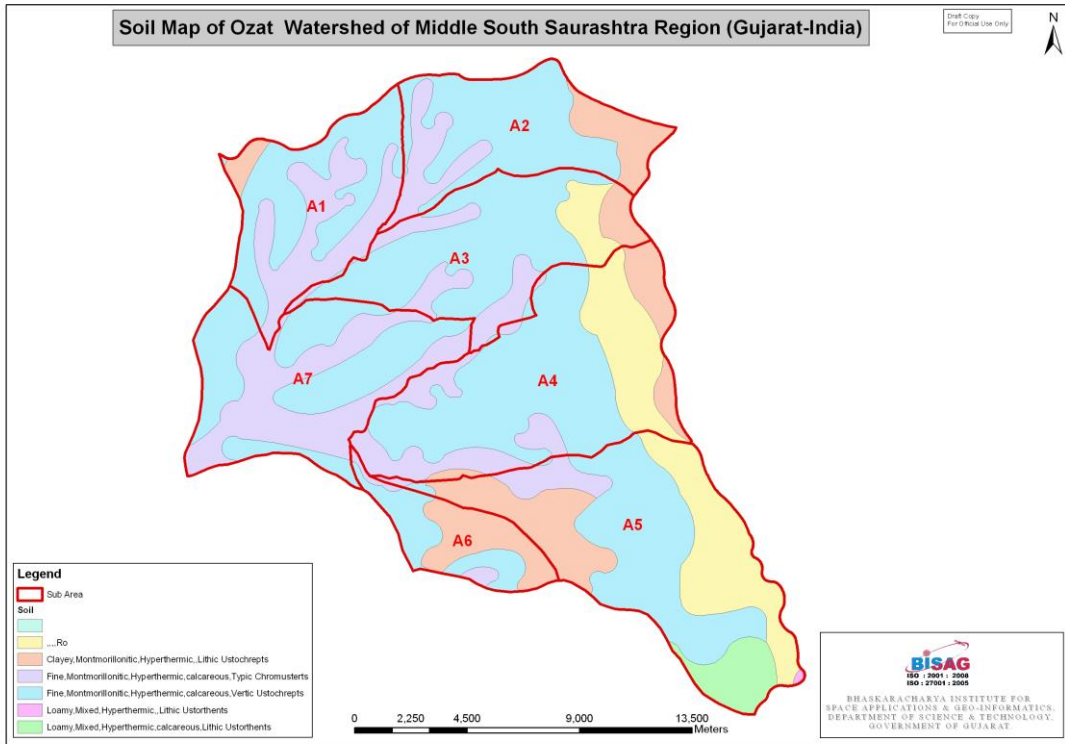 Soil Map of Ozat Watershed of Middle South Saurashtra Region (Gujarat-India)
Draft Copy
For Official Use Only
N
A2
A1
A3
A7
A4
A5
A6
Legend
Sub Area
Soil
,,,,Ro
Clayey,Montmorillonitic,Hyperthermic,,Lithic Ustochrepts
Fine,Montmorillonitic,Hyperthermic,calcareous,Typic Chromusterts
Fine,Montmorillonitic,Hyperthermic,calcareous,Vertic Ustochrepts
Loamy,Mixed,Hyperthermic,,Lithic Ustorthents
Loamy,Mixed,Hyperthermic,calcareous,Lithic Ustorthents
0 2,250 4,500 9,000 13,500
Meters
BISAG
ISO : 2001 : 2008
ISO : 27001 : 2005
BHASKARACHARYA INSTITUTE FOR
SPACE APPLICATIONS & GEO-INFORMATICS,
DEPARTMENT OF SCIENCE & TECHNOLOGY,
GOVERNMENT OF GUJARAT.